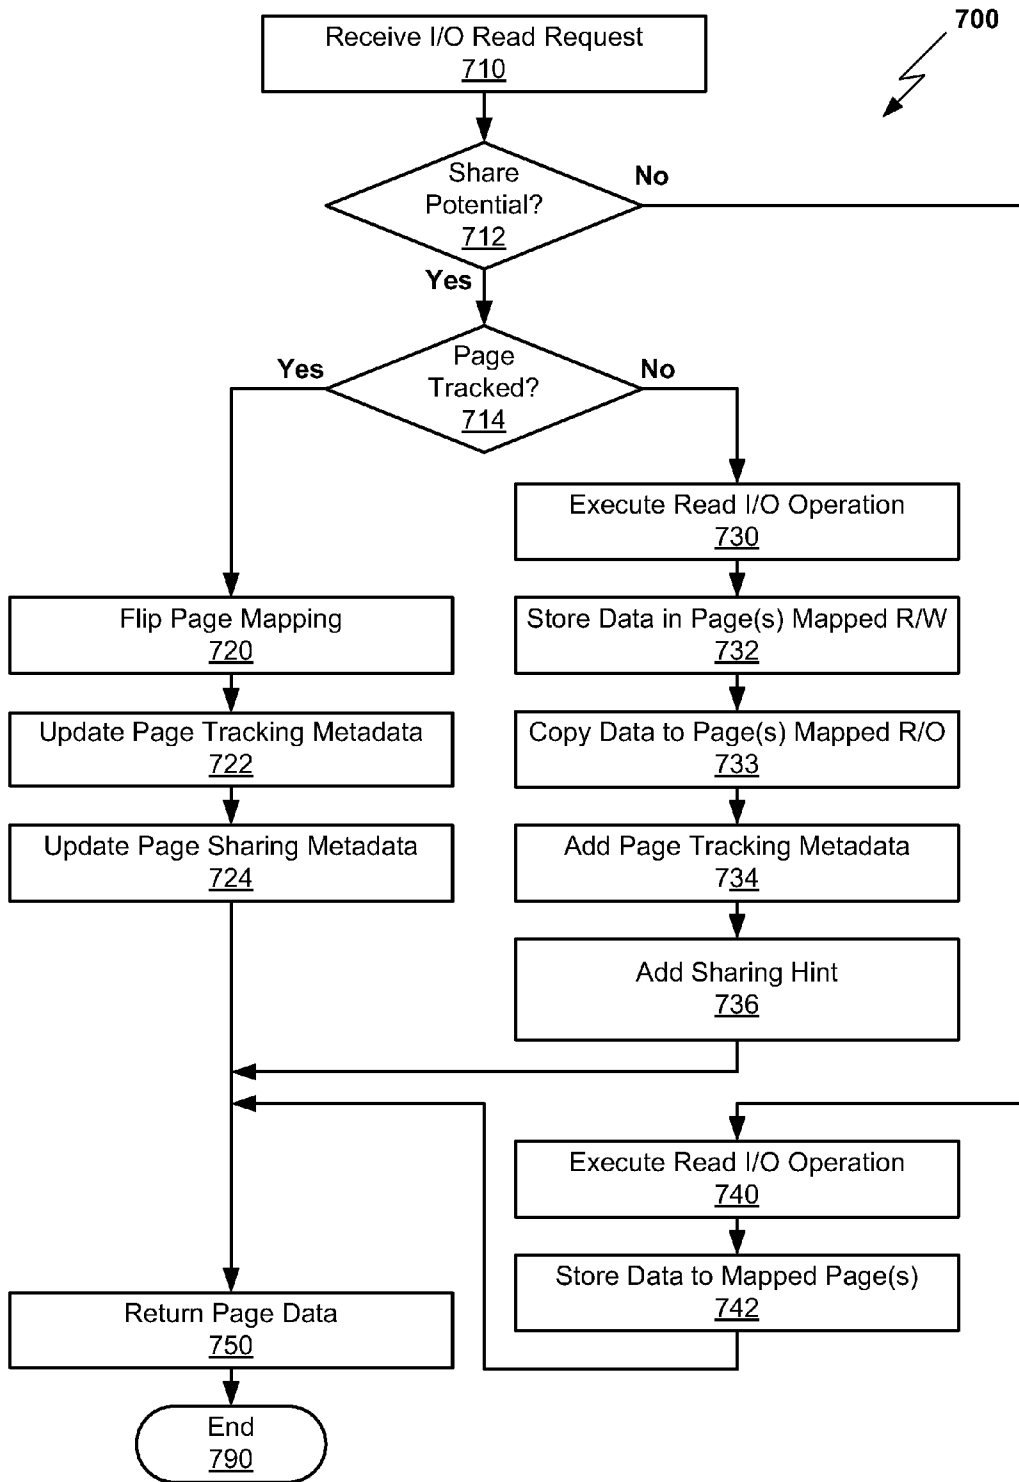 700
Receive I/O Read Request
710
Share
Potential?
712
No
Yes
Page
Tracked?
714
Yes
No
Execute Read I/O Operation
730
Flip Page Mapping
720
Store Data in Page(s) Mapped R/W
732
Update Page Tracking Metadata
722
Copy Data to Page(s) Mapped R/O
733
Update Page Sharing Metadata
724
Add Page Tracking Metadata
734
Add Sharing Hint
736
Execute Read I/O Operation
740
Store Data to Mapped Page(s)
742
Return Page Data
750
End
790